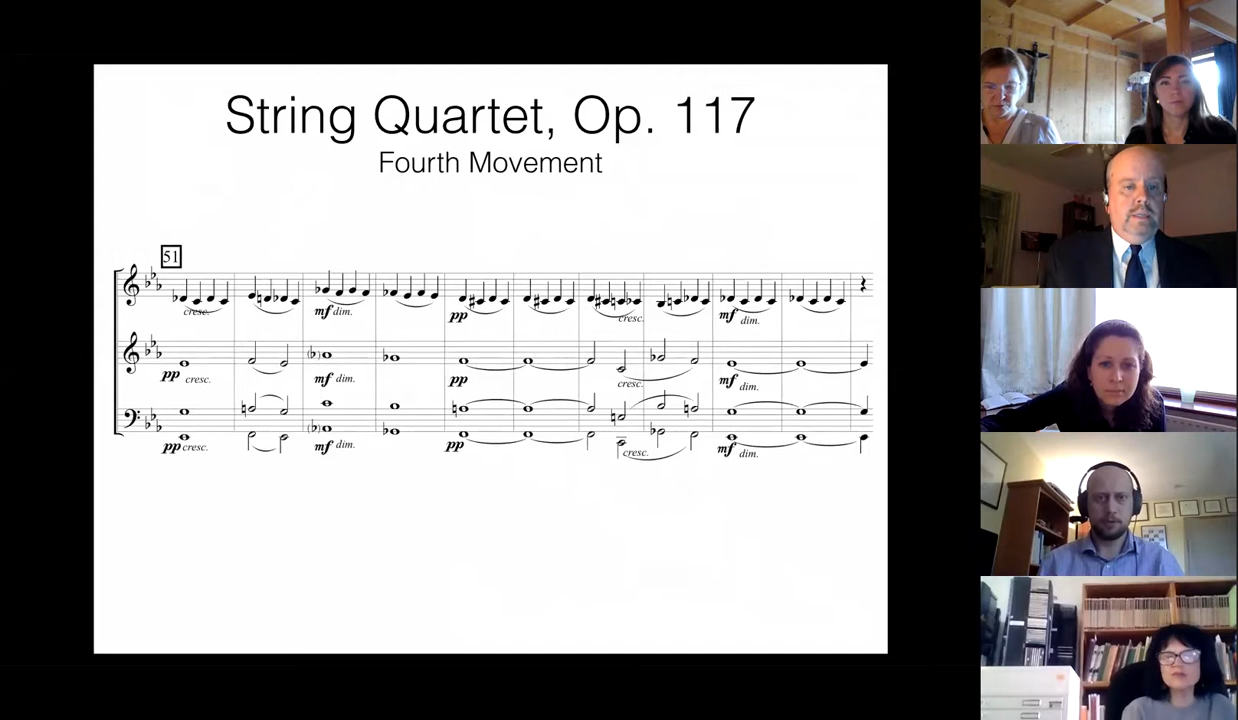 String Quartet, Op. 117
Fourth Movement
51
cresc. mf dim. pp cresc. mf dim.
pp cresc. mf dim. pp cresc. mf dim.
pp cresc. mf dim. pp cresc. mf dim.